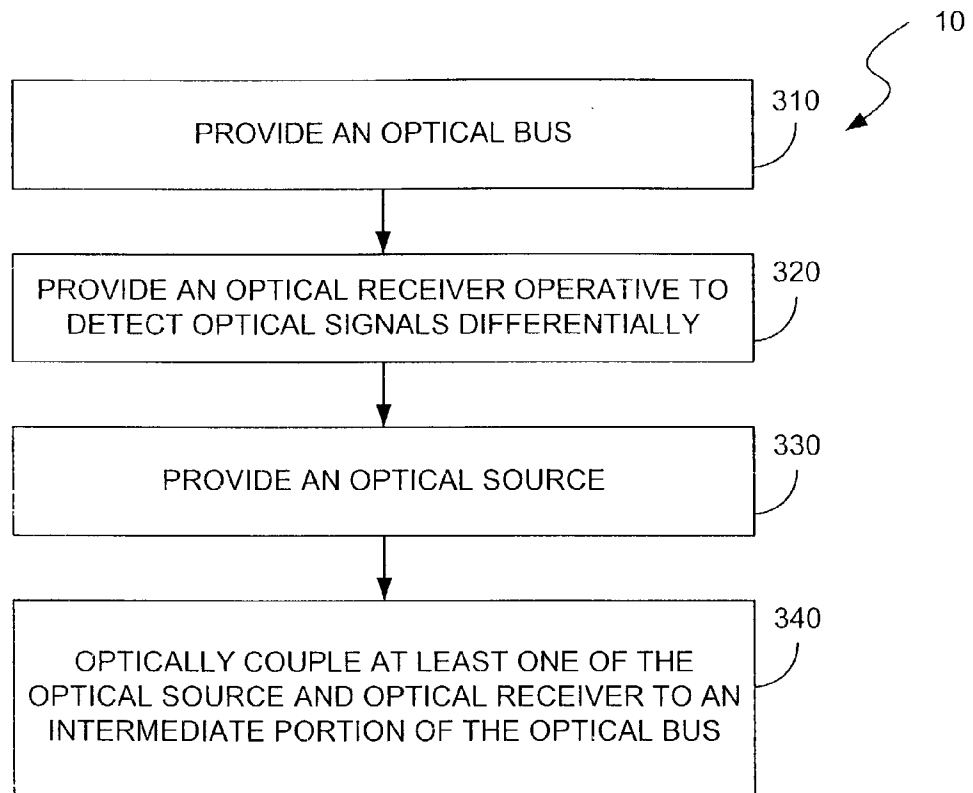 10
310
PROVIDE AN OPTICAL BUS
320
PROVIDE AN OPTICAL RECEIVER OPERATIVE TO
DETECT OPTICAL SIGNALS DIFFERENTIALLY
330
PROVIDE AN OPTICAL SOURCE
340
OPTICALLY COUPLE AT LEAST ONE OF THE
OPTICAL SOURCE AND OPTICAL RECEIVER TO AN
INTERMEDIATE PORTION OF THE OPTICAL BUS